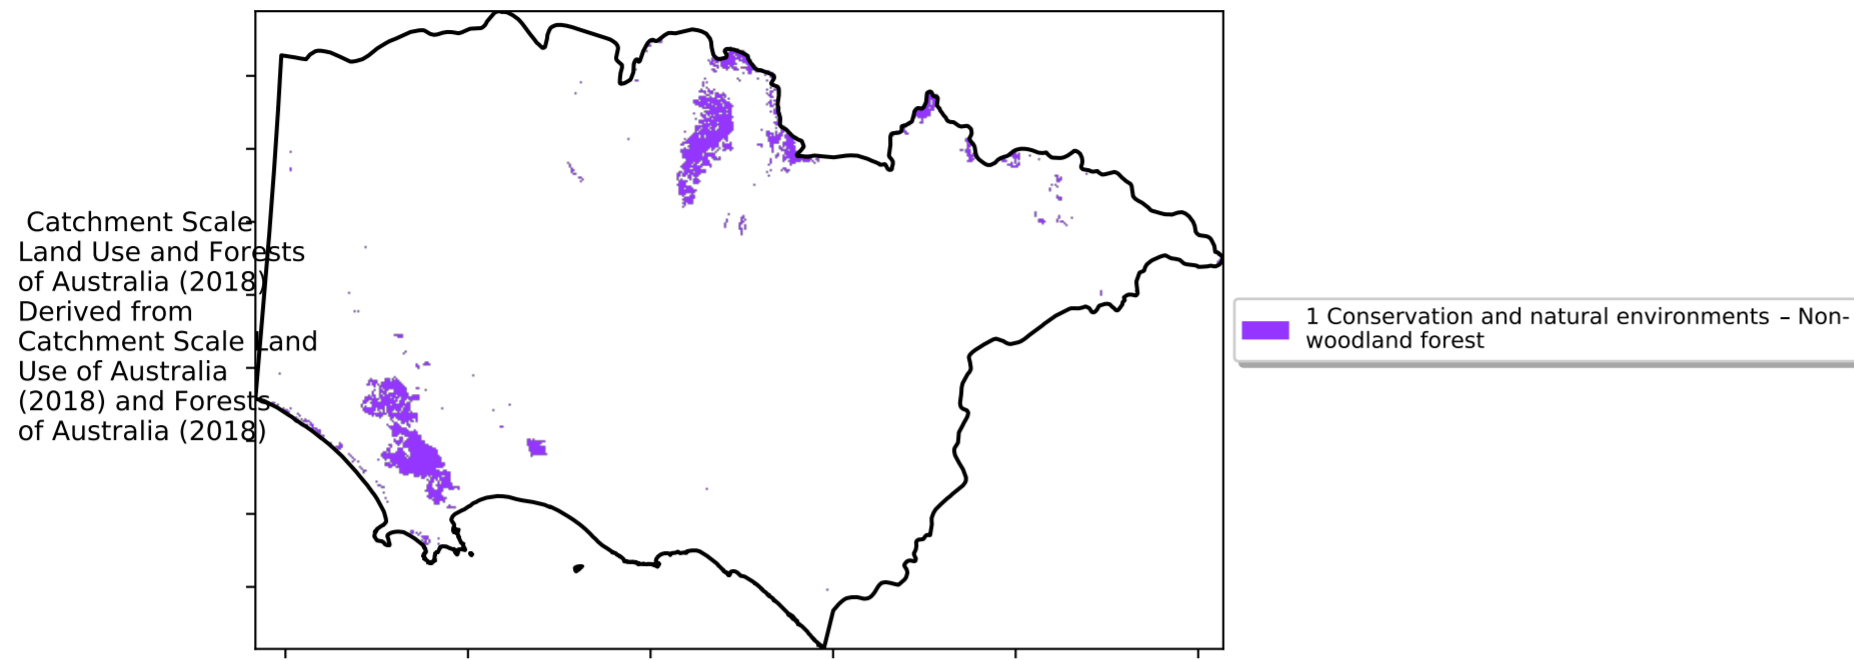 Catchment Scale
Land Use and Forests
of Australia (2018)
Derived from
Catchment Scale Land
Use of Australia
(2018) and Forests
of Australia (2018)
1 Conservation and natural environments – Non-
woodland forest